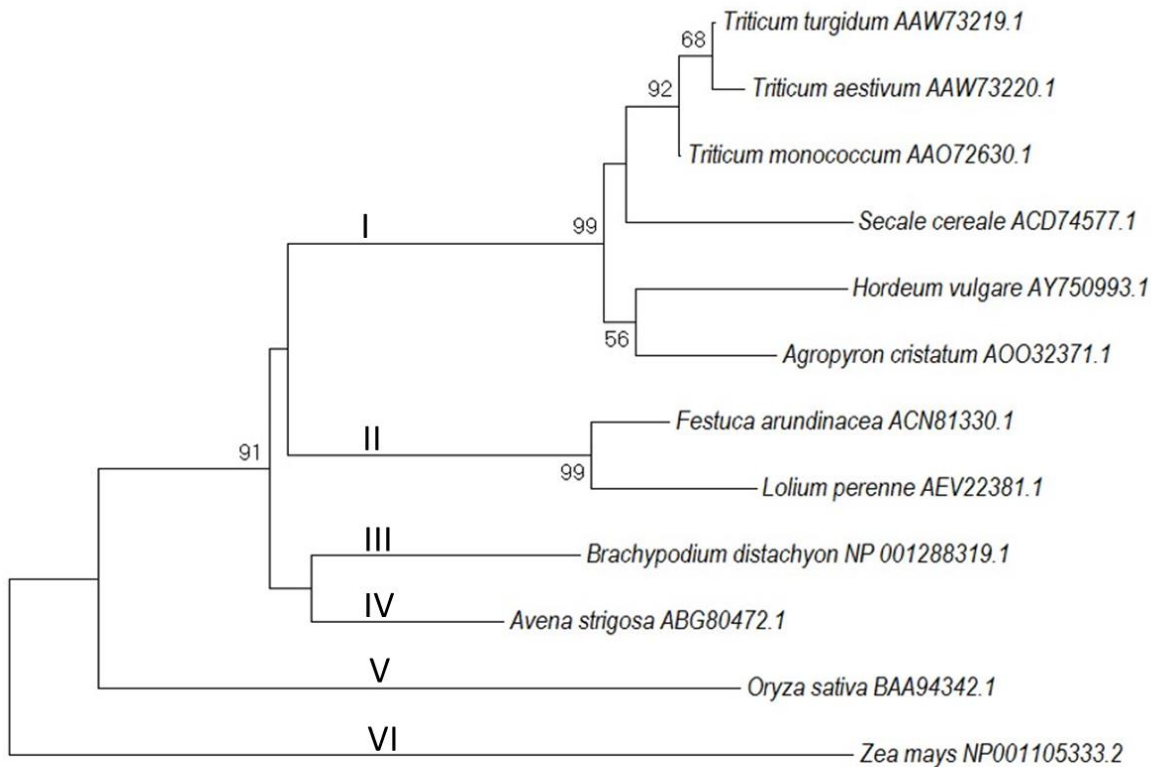 68
Triticum turgidum AAW73219.1
92
Triticum aestivum AAW73220.1
Triticum monococcum AAO72630.1
I
99
Secale cereale ACD74577.1
Hordeum vulgare AY750993.1
56
Agropyron cristatum AOO32371.1
Festuca arundinacea ACN81330.1
II
91
99
Lolium perenne AEV22381.1
III
Brachypodium distachyon NP 001288319.1
IV
Avena strigosa ABG80472.1
V
Oryza sativa BAA94342.1
VI
Zea mays NP001105333.2